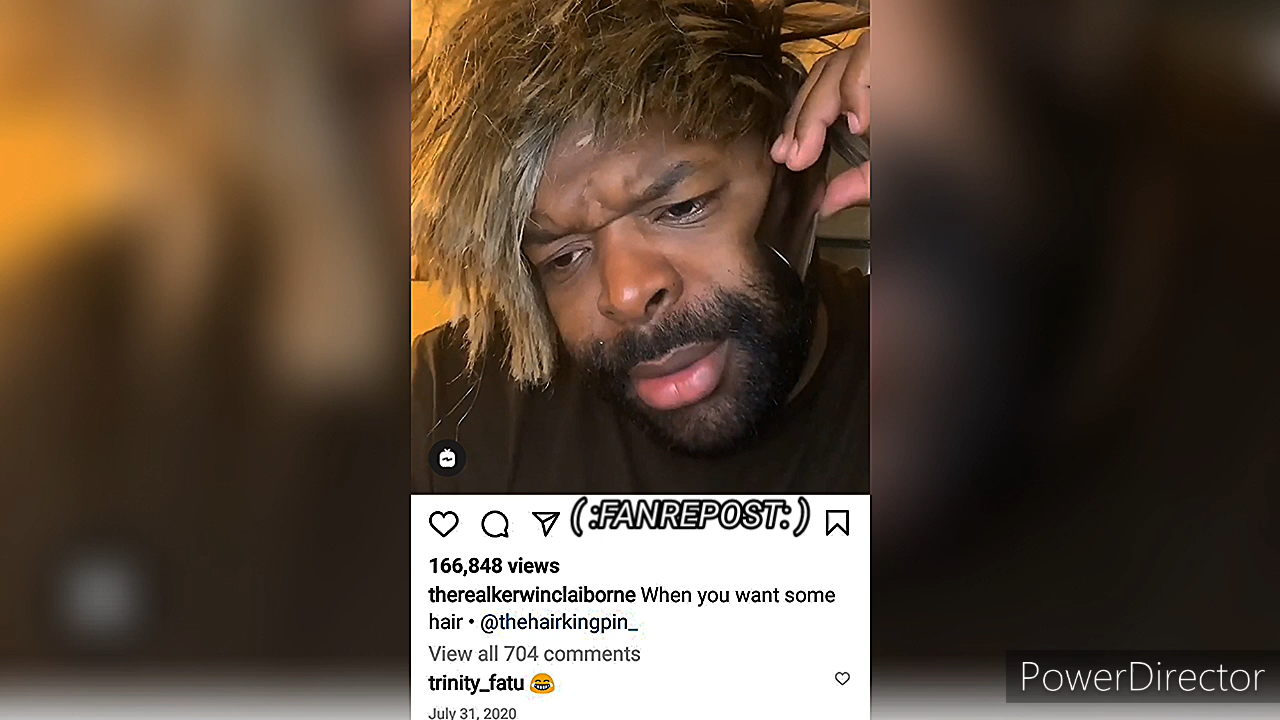 (:FANREPOST:)
166,848 views
therealkerwinclaiborne When you want some
hair • @thehairkingpin_
View all 704 comments
trinity_fatu 😂
July 31, 2020
PowerDirector